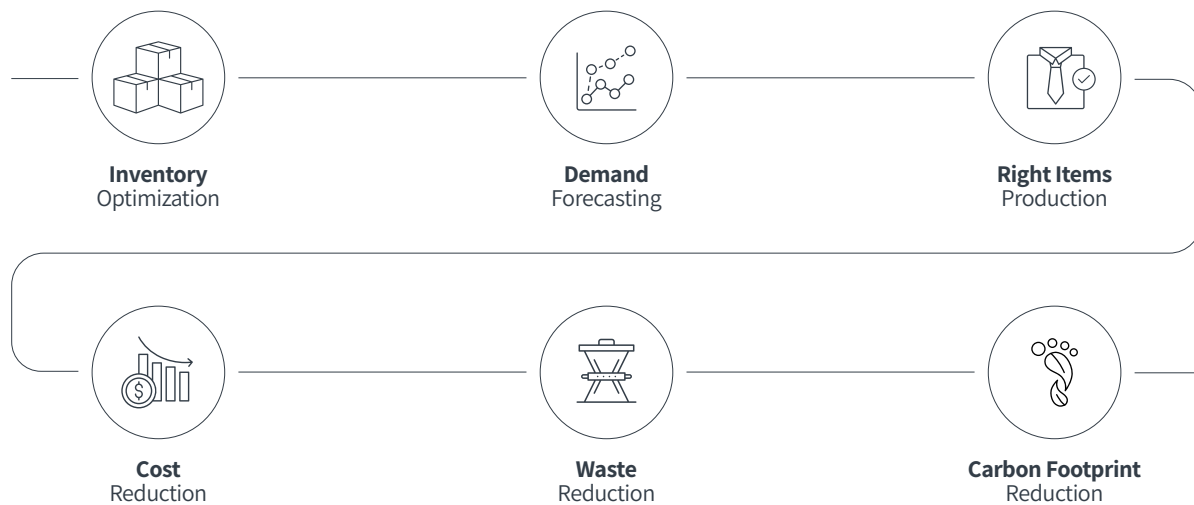 Inventory
Optimization
Demand
Forecasting
Right Items
Production
$
Cost
Reduction
Waste
Reduction
Carbon Footprint
Reduction